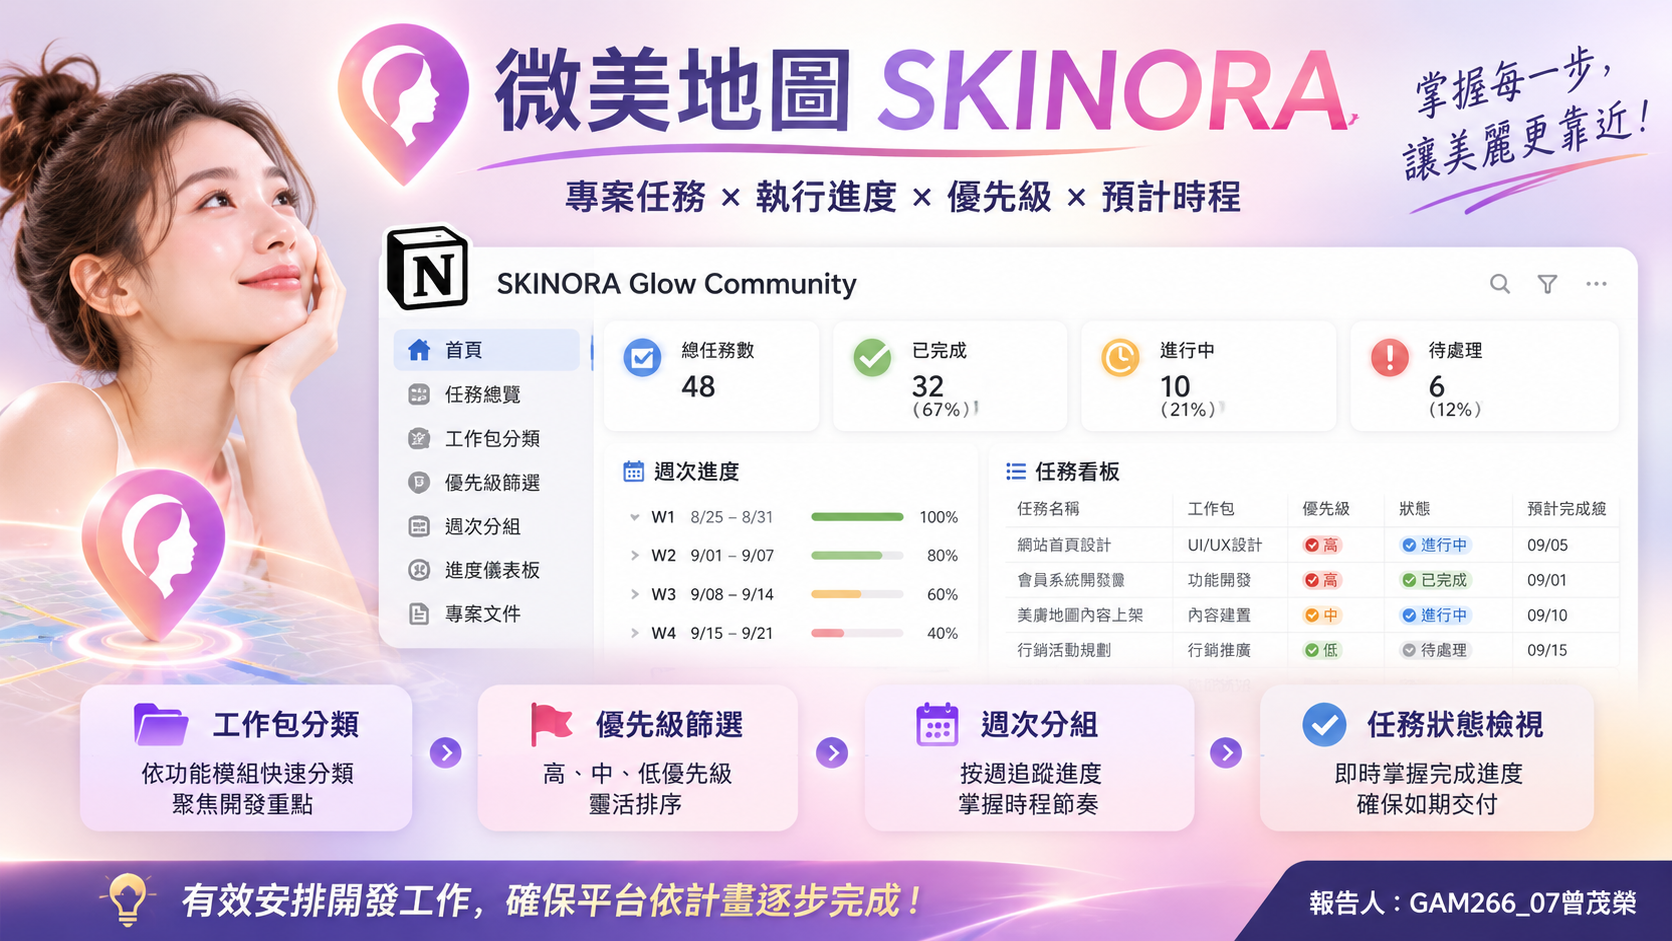 微美地圖 SKINORA
掌握每一步，
讓美麗更靠近！
專案任務 × 執行進度 × 優先級 × 預計時程
N
SKINORA Glow Community
首頁
任務總覽
工作包分類
優先級篩選
週次分組
進度儀表板
專案文件
總任務數
48
已完成
32
(67%)
進行中
10
(21%)
待處理
6
(12%)
週次進度
W1 8/25 – 8/31 100%
W2 9/01 – 9/07 80%
W3 9/08 – 9/14 60%
W4 9/15 – 9/21 40%
任務看板
任務名稱 工作包 優先級 狀態 預計完成
網站首頁設計 UI/UX設計 高 進行中 09/05
會員系統開發 功能開發 高 已完成 09/01
美膚地圖內容上架 內容建置 中 進行中 09/10
行銷活動規劃 行銷推廣 低 待處理 09/15
工作包分類
依功能模組快速分類
聚焦開發重點
優先級篩選
高、中、低優先級
靈活排序
週次分組
按週追蹤進度
掌握時程節奏
任務狀態檢視
即時掌握完成進度
確保如期交付
有效安排開發工作，確保平台依計畫逐步完成！
報告人：GAM266_07曾茂榮